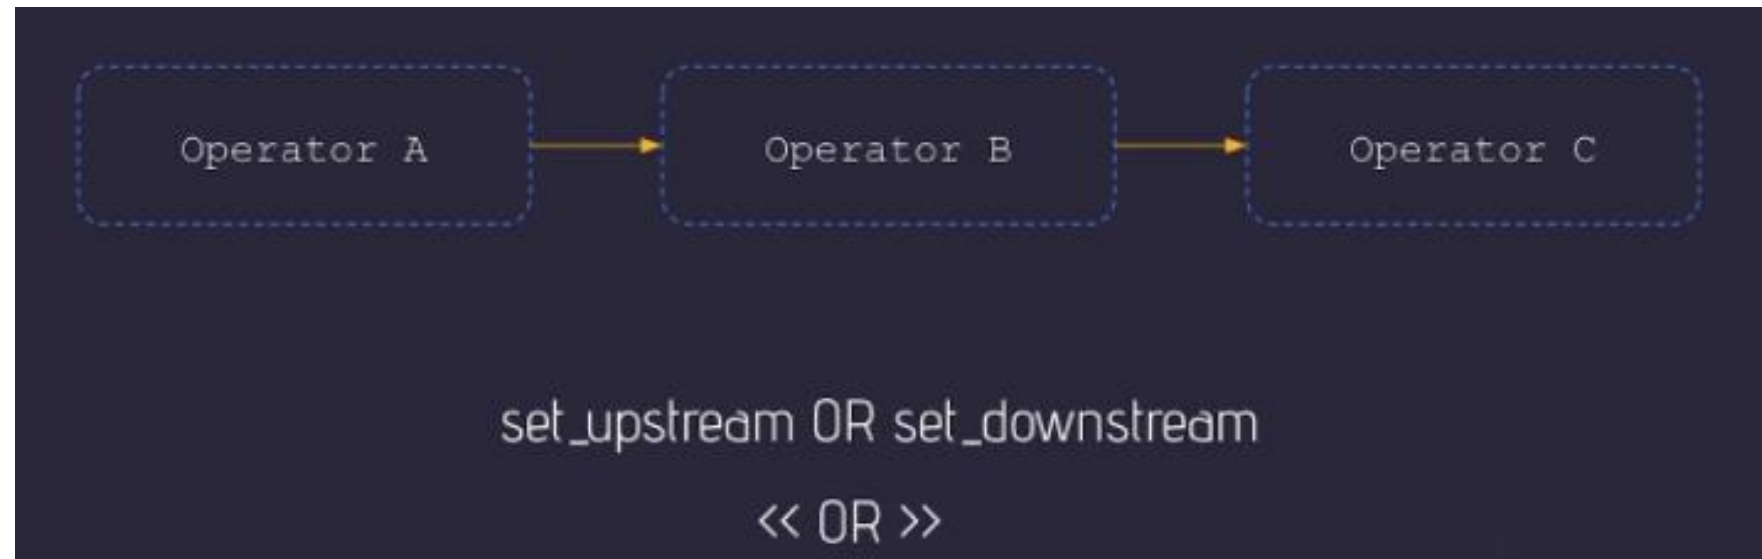 Operator A
Operator B
Operator C
set_upstream OR set_downstream
<< OR >>